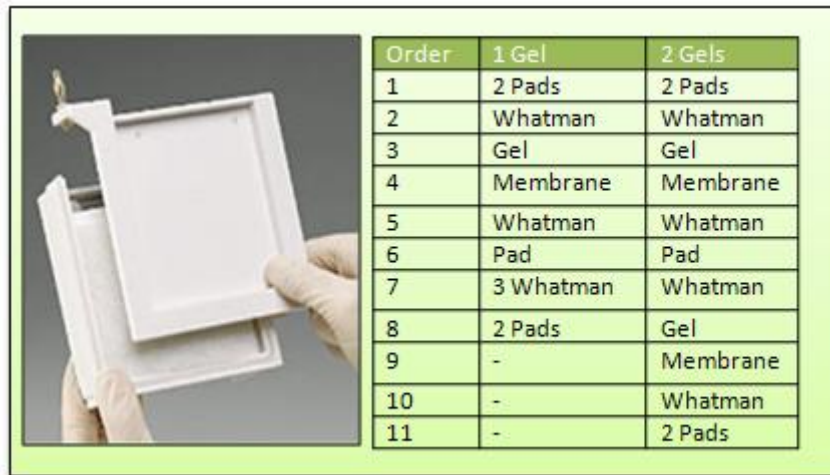 Order 1 Gel 2 Gels
1 2 Pads 2 Pads
2 Whatman Whatman
3 Gel Gel
4 Membrane Membrane
5 Whatman Whatman
6 Pad Pad
7 3 Whatman Whatman
8 2 Pads Gel
9 - Membrane
10 - Whatman
11 - 2 Pads